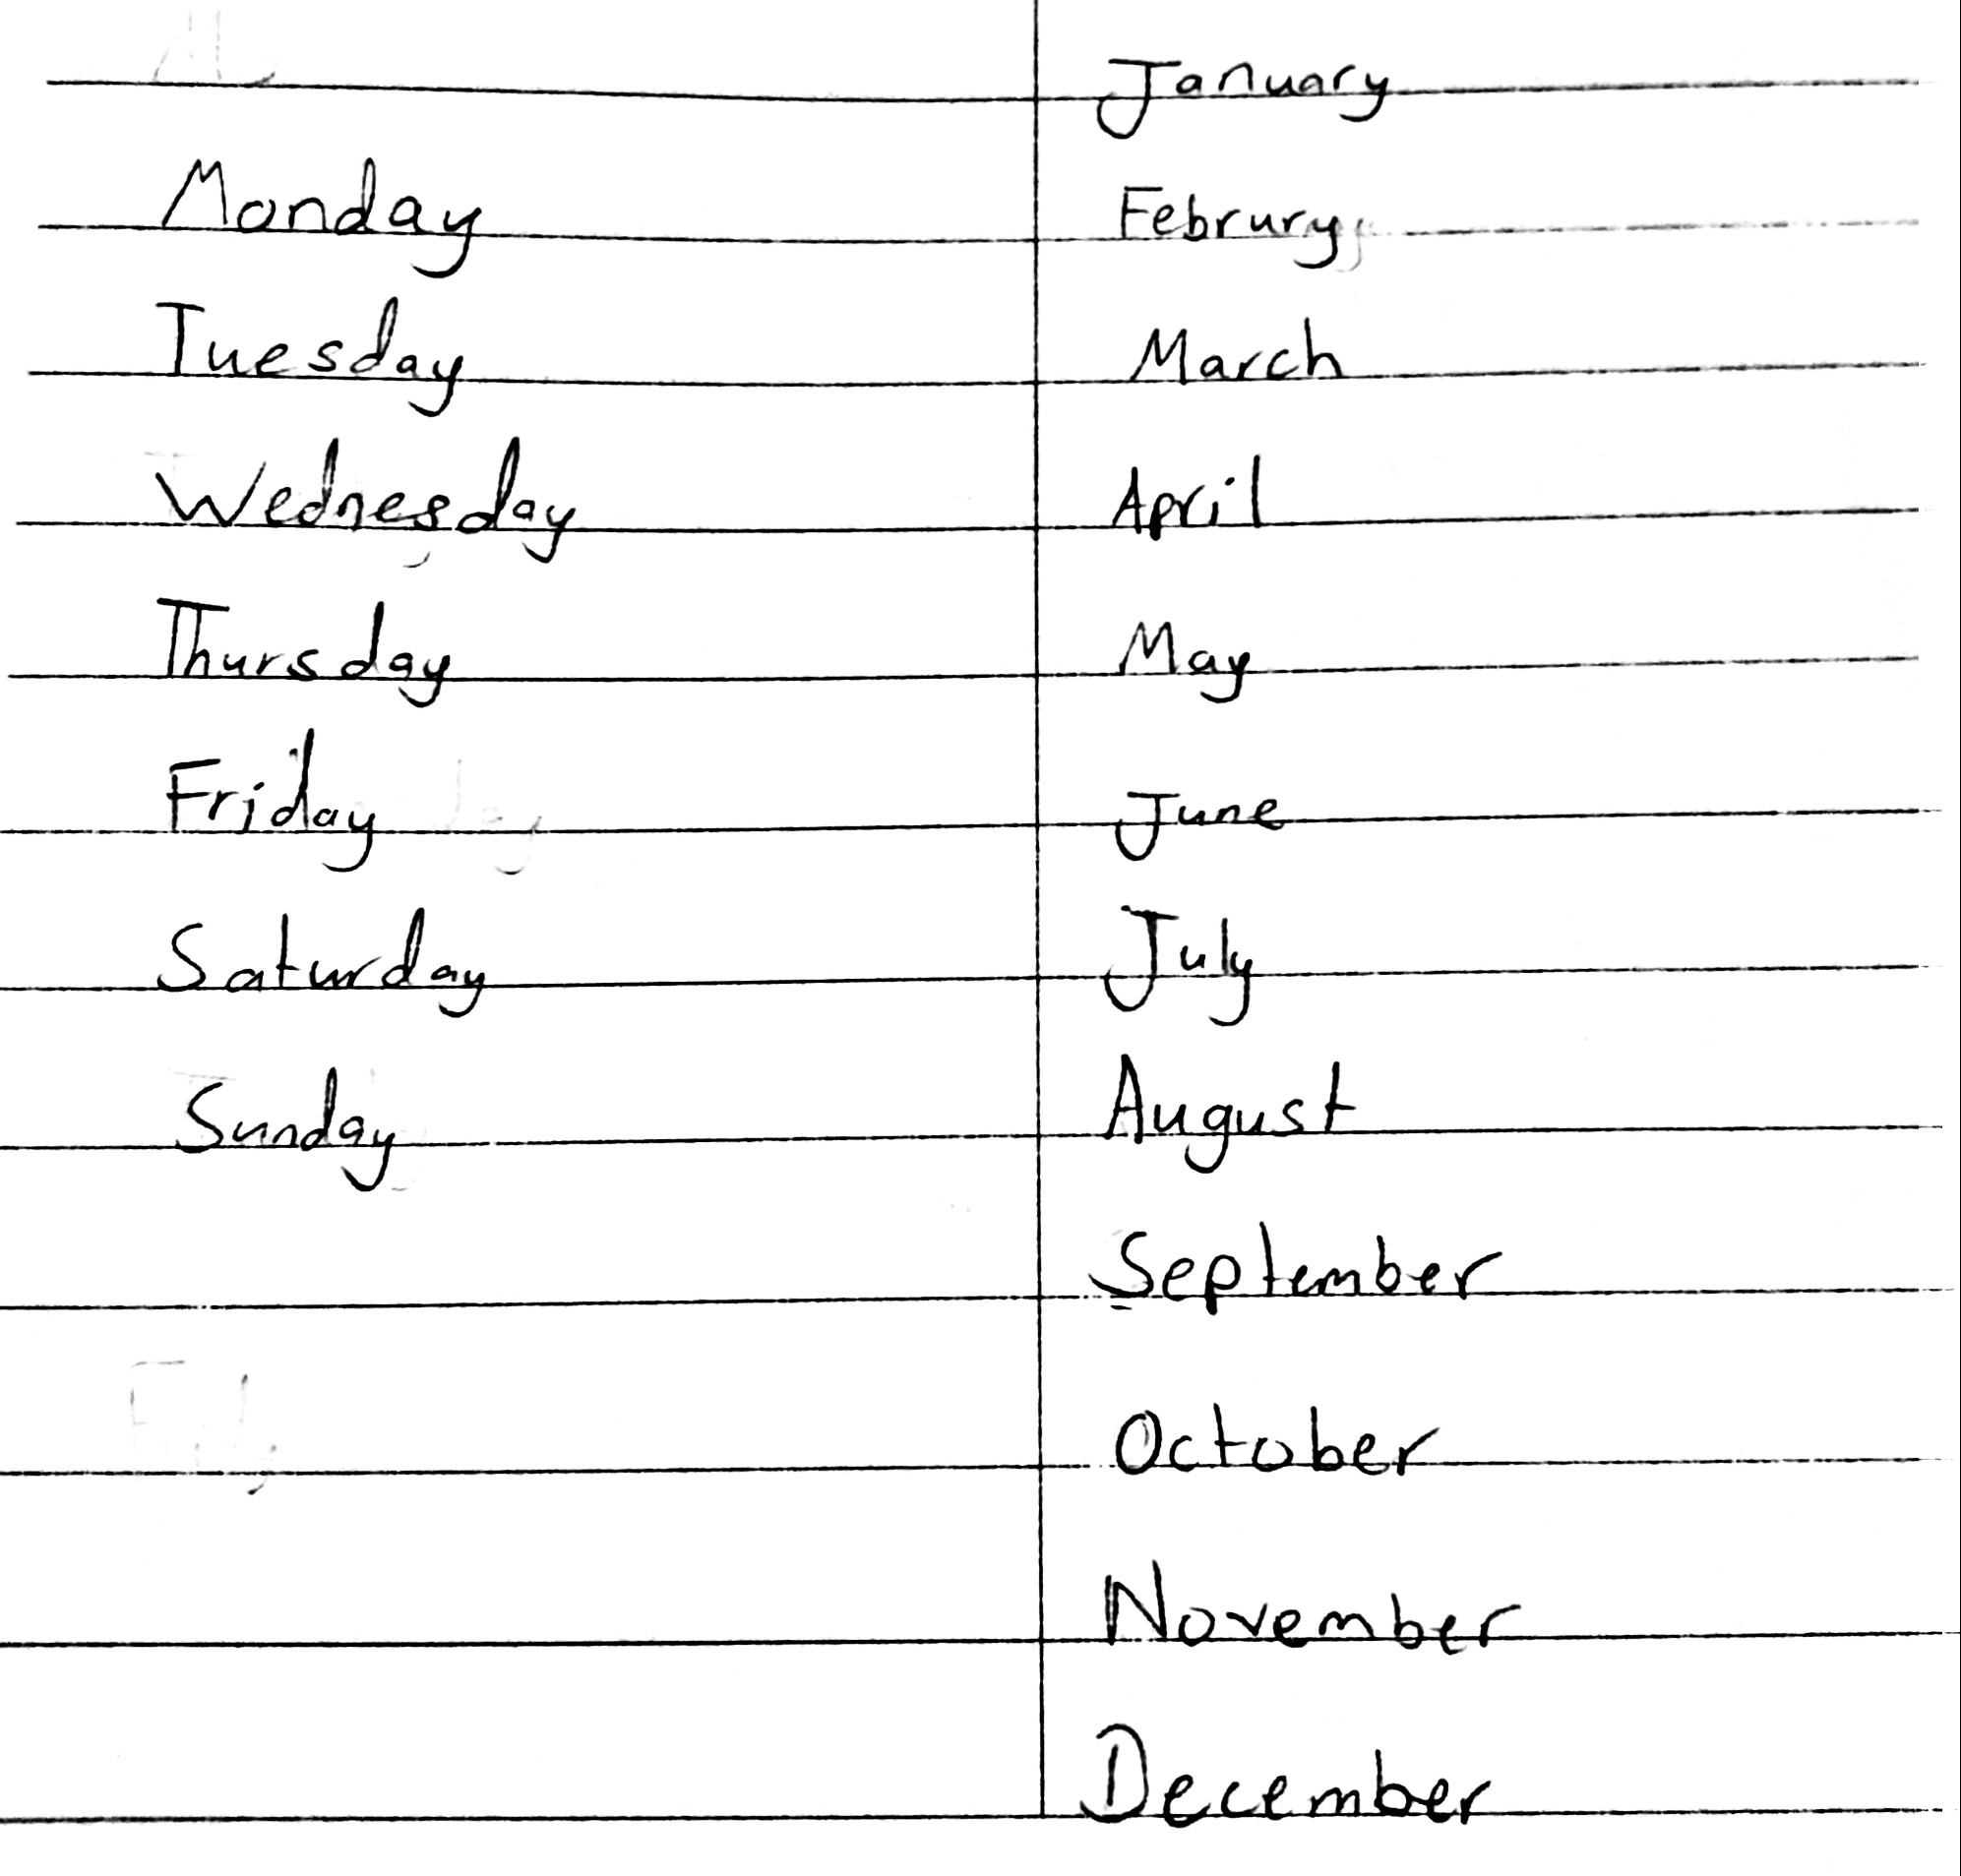 January
Monday Februry
Tuesday March
Wednesday April
Thursday May
Friday June
Saturday July
Sunday August
September
October
November
December